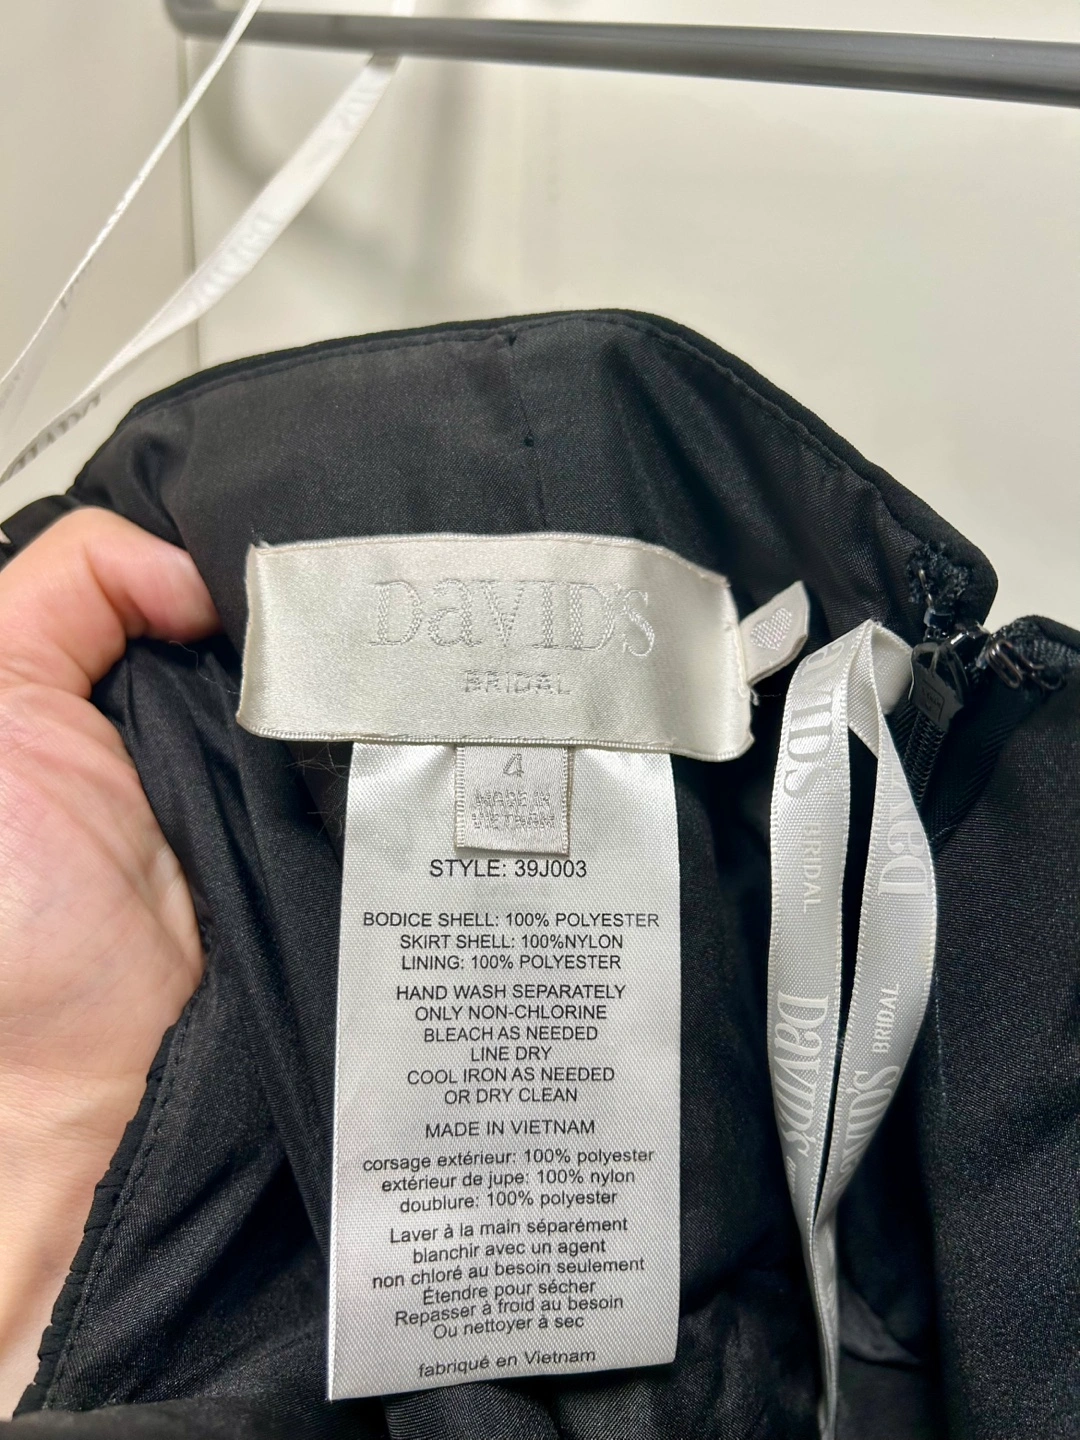 DaVID's
BRIDAL
4
MADE IN
VIETNAM
STYLE: 39J003
BODICE SHELL: 100% POLYESTER
SKIRT SHELL: 100%NYLON
LINING: 100% POLYESTER
HAND WASH SEPARATELY
ONLY NON-CHLORINE
BLEACH AS NEEDED
LINE DRY
COOL IRON AS NEEDED
OR DRY CLEAN
MADE IN VIETNAM
corsage extérieur: 100% polyester
extérieur de jupe: 100% nylon
doublure: 100% polyester
Laver à la main séparément
blanchir avec un agent
non chloré au besoin seulement
Étendre pour sécher
Repasser à froid au besoin
Ou nettoyer à sec
fabriqué en Vietnam
DaVID's
BRIDAL
DaVID's
BRIDAL